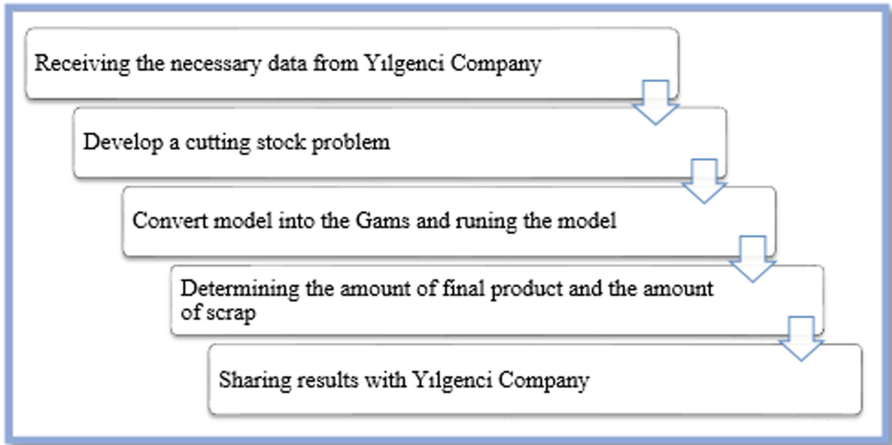 Receiving the necessary data from Yılgenci Company
Develop a cutting stock problem
Convert model into the Gams and runing the model
Determining the amount of final product and the amount
of scrap
Sharing results with Yılgenci Company